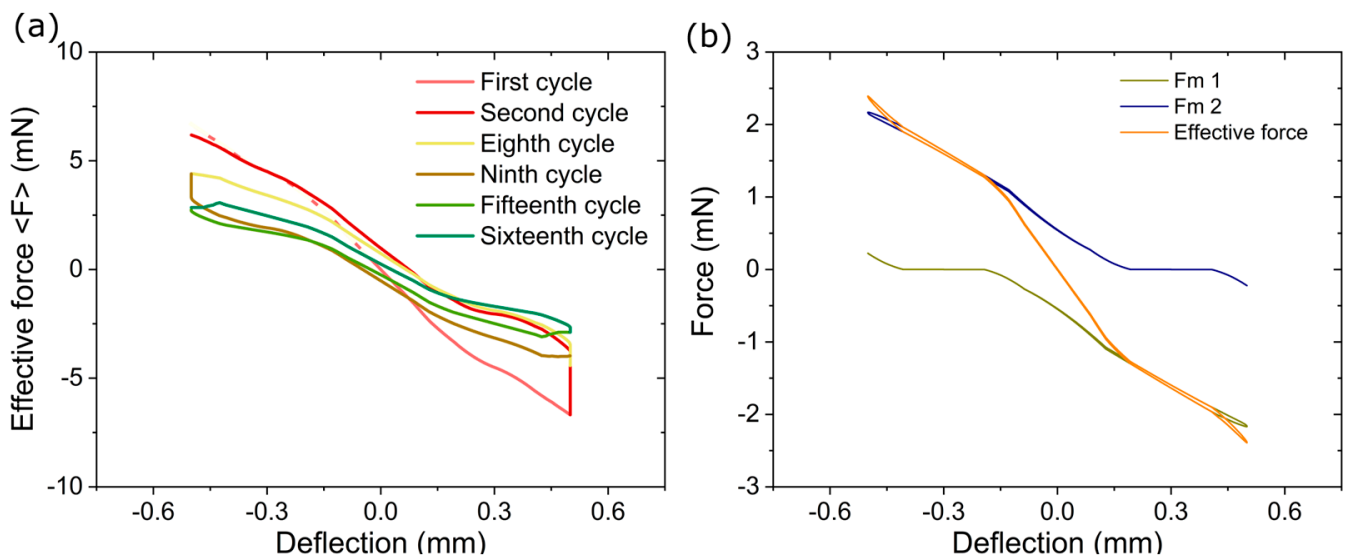 (a)
10
5
0
-5
-10
Effective force <F> (mN)
First cycle
Second cycle
Eighth cycle
Ninth cycle
Fifteenth cycle
Sixteenth cycle
-0.6 -0.3 0.0 0.3 0.6
Deflection (mm)
(b)
3
2
1
0
-1
-2
-3
Force (mN)
Fm 1
Fm 2
Effective force
-0.6 -0.3 0.0 0.3 0.6
Deflection (mm)